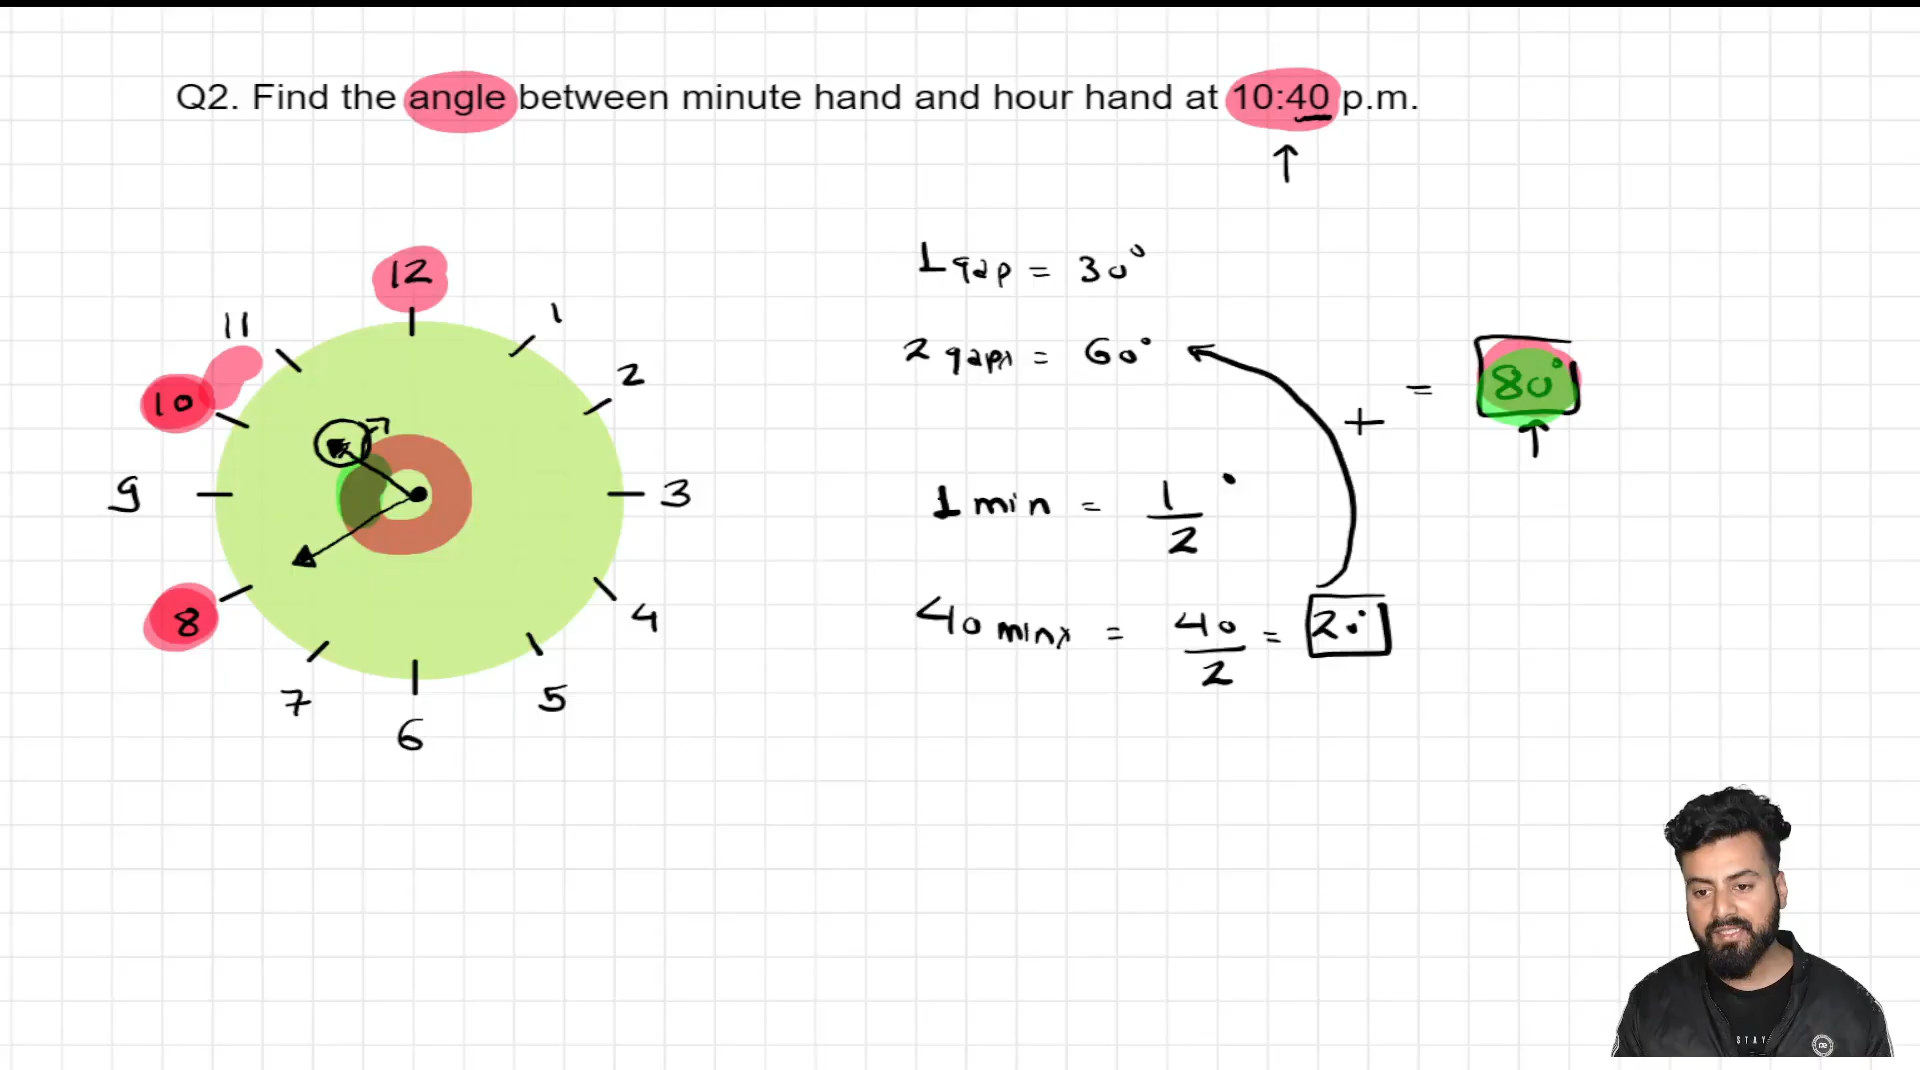 Q2. Find the angle between minute hand and hour hand at 10:40 p.m.
↑
12
11
1
10
2
9
3
8
4
7
5
6
1 gap = 30°
2 gaps = 60°
+ = 80°
↑
1 min = 1/2°
40 mins = 40/2 = 20°
STAY